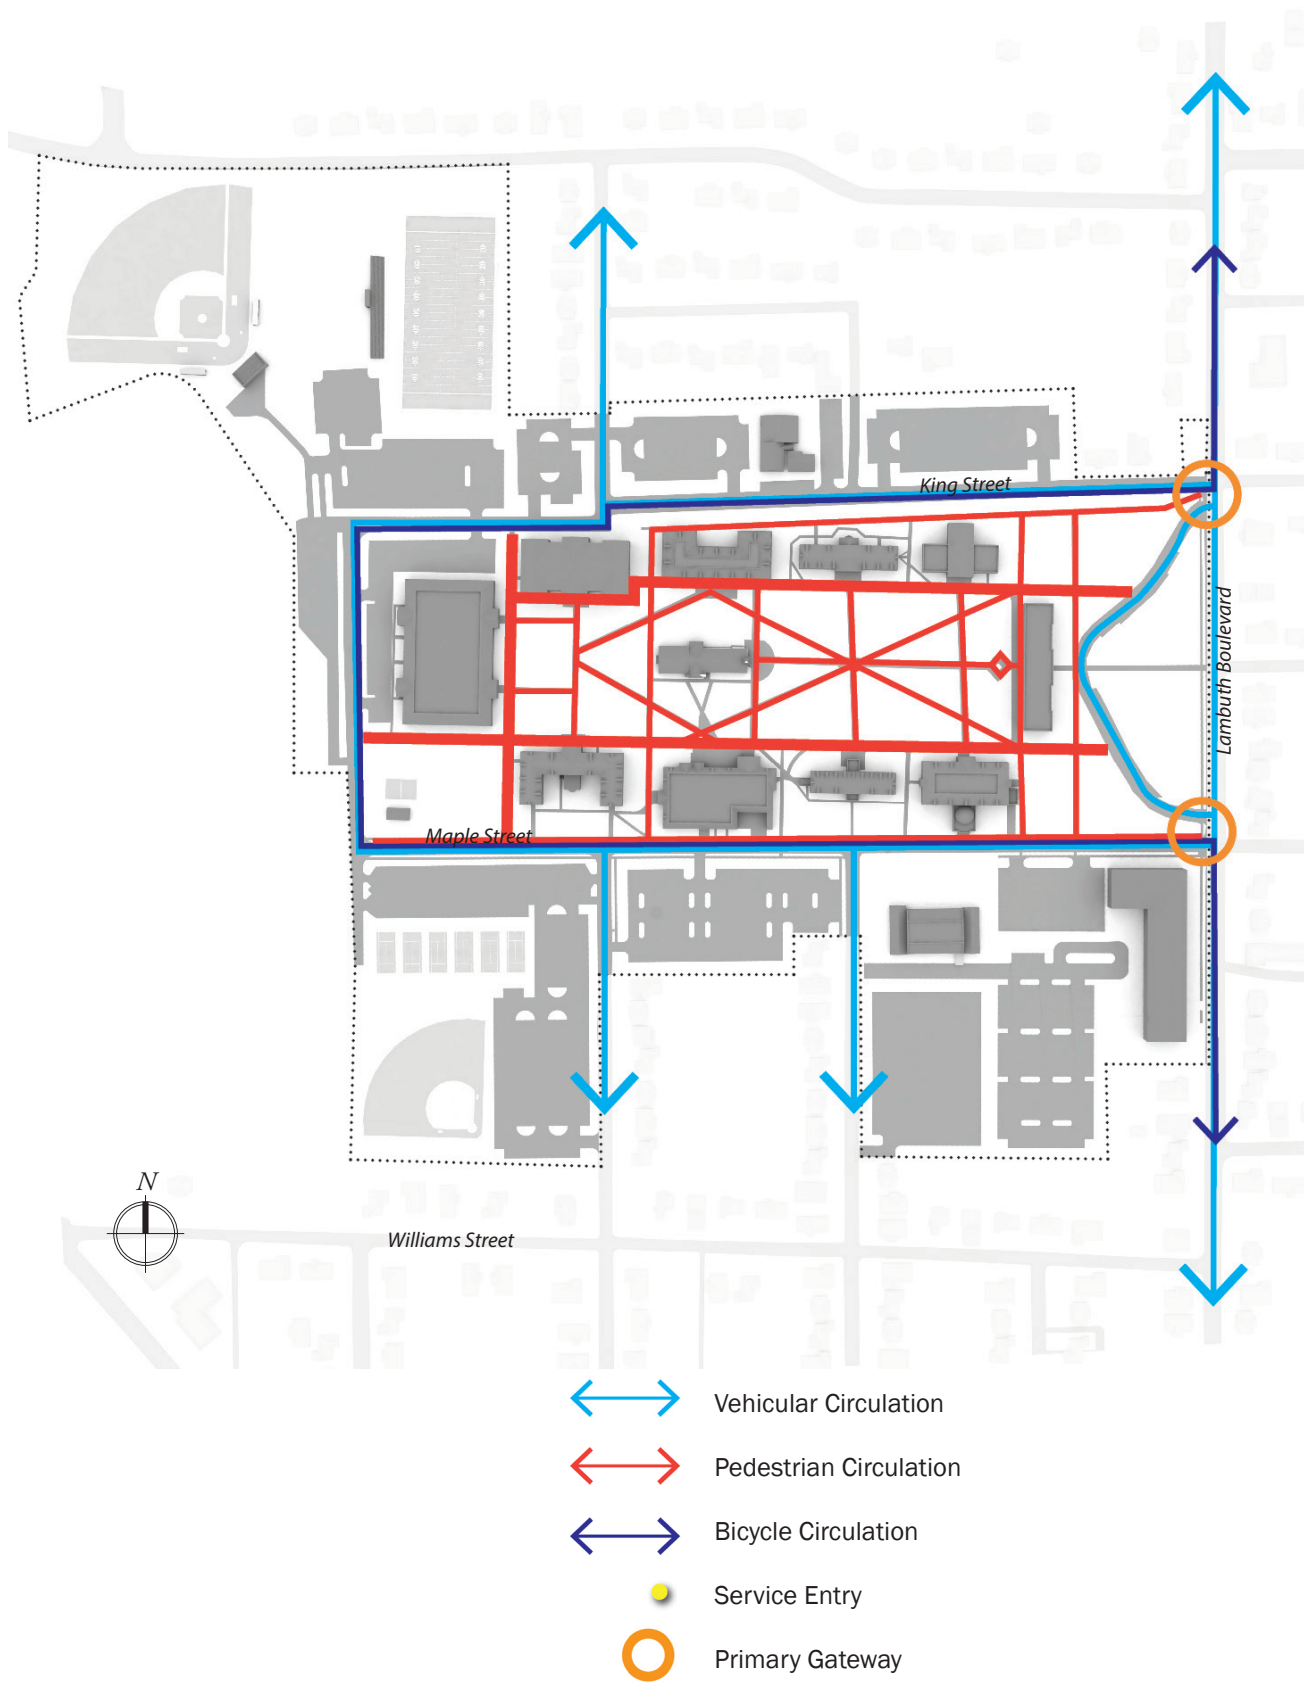 King Street
Lambuth Boulevard
Maple Street
N
Williams Street
Vehicular Circulation
Pedestrian Circulation
Bicycle Circulation
Service Entry
Primary Gateway